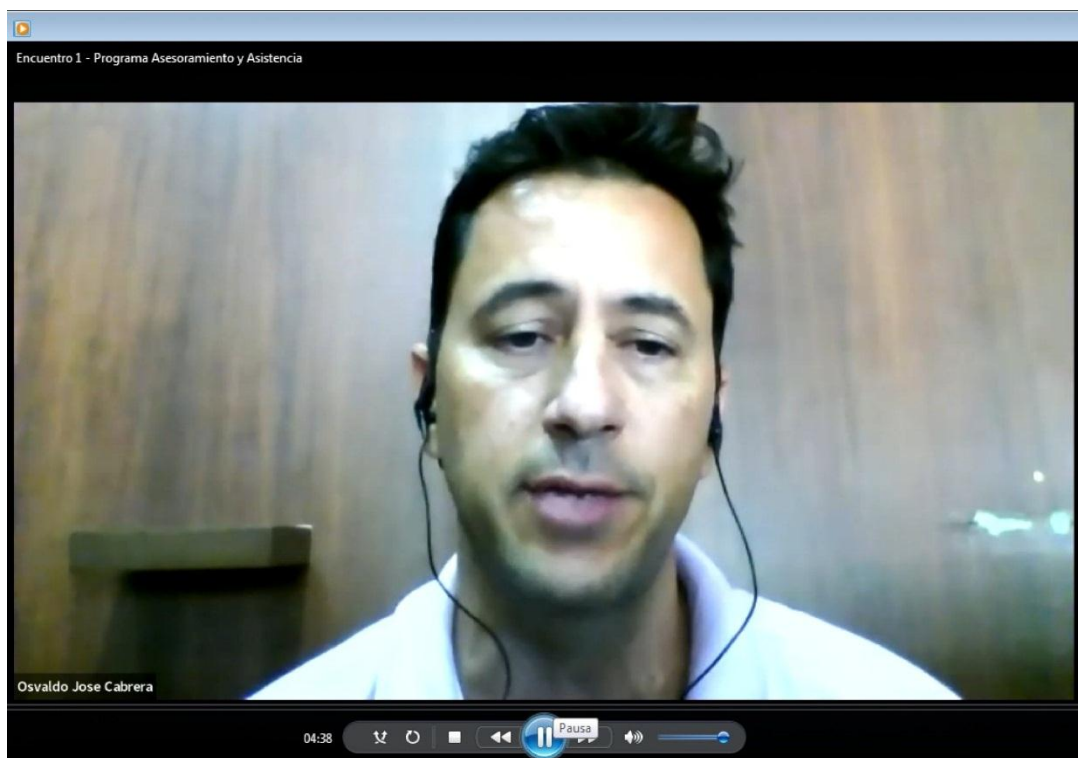 Encuentro 1 - Programa Asesoramiento y Asistencia
Osvaldo Jose Cabrera
04:38
Pausa